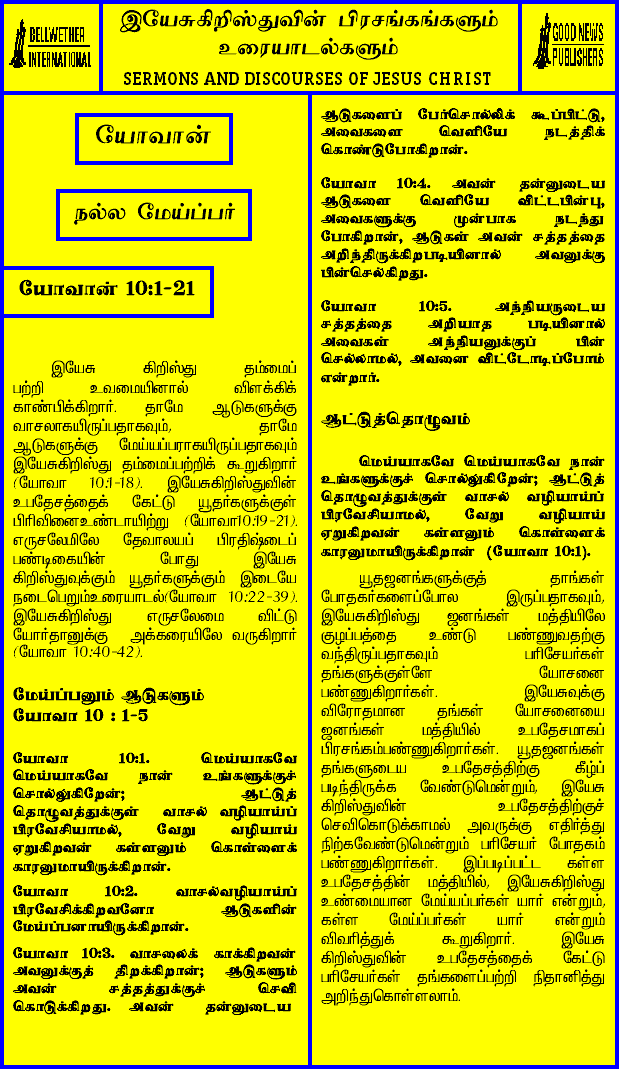 BELLWETHER
INTERNATIONAL
இயேசுகிறிஸ்துவின் பிரசங்கங்களும்
உரையாடல்களும்
SERMONS AND DISCOURSES OF JESUS CHRIST
GOOD NEWS
PUBLISHERS
யோவான்
நல்ல மேய்ப்பர்
யோவான் 10:1-21
இயேசு கிறிஸ்து தம்மைப்
பற்றி உவமையினால் விளக்கிக்
காண்பிக்கிறார். தாமே ஆடுகளுக்கு
வாசலாகயிருப்பதாகவும், தாமே
ஆடுகளுக்கு மேய்யப்பராகயிருப்பதாகவும்
இயேசுகிறிஸ்து தம்மைப்பற்றிக் கூறுகிறார்
(யோவா 10:1-18). இயேசுகிறிஸ்துவின்
உபதேசத்தைக் கேட்டு யூதர்களுக்குள்
பிரிவினைஉண்டாயிற்று (யோவா10:19-21).
எருசலேமிலே தேவாலயப் பிரதிஷ்டைப்
பண்டிகையின் போது இயேசு
கிறிஸ்துவுக்கும் யூதர்களுக்கும் இடையே
நடைபெறும்உரையாடல்(யோவா 10:22-39).
இயேசுகிறிஸ்து எருசலேமை விட்டு
யோர்தானுக்கு அக்கரையிலே வருகிறார்
(யோவா 10:40-42).
மேய்ப்பனும் ஆடுகளும்
யோவா 10 : 1-5
யோவா 10:1. மெய்யாகவே
மெய்யாகவே நான் உங்களுக்குச்
சொல்லுகிறேன்; ஆட்டுத்
தொழுவத்துக்குள் வாசல் வழியாய்ப்
பிரவேசியாமல், வேறு வழியாய்
ஏறுகிறவன் கள்ளனும் கொள்ளைக்
காரனுமாயிருக்கிறான்.
யோவா 10:2. வாசல்வழியாய்ப்
பிரவேசிக்கிறவனோ ஆடுகளின்
மேய்ப்பனாயிருக்கிறான்.
யோவா 10:3. வாசலைக் காக்கிறவன்
அவனுக்குத் திறக்கிறான்; ஆடுகளும்
அவன் சத்தத்துக்குச் செவி
கொடுக்கிறது. அவன் தன்னுடைய
ஆடுகளைப் பேர்சொல்லிக் கூப்பிட்டு,
அவைகளை வெளியே நடத்திக்
கொண்டுபோகிறான்.
யோவா 10:4. அவன் தன்னுடைய
ஆடுகளை வெளியே விட்டபின்பு,
அவைகளுக்கு முன்பாக நடந்து
போகிறான், ஆடுகள் அவன் சத்தத்தை
அறிந்திருக்கிறபடியினால் அவனுக்கு
பின்செல்கிறது.
யோவா 10:5. அந்நியருடைய
சத்தத்தை அறியாத படியினால்
அவைகள் அந்நியனுக்குப் பின்
செல்லாமல், அவனை விட்டோடிப்போம்
என்றார்.
ஆட்டுத்தொழுவம்
மெய்யாகவே மெய்யாகவே நான்
உங்களுக்குச் சொல்லுகிறேன்; ஆட்டுத்
தொழுவத்துக்குள் வாசல் வழியாய்ப்
பிரவேசியாமல், வேறு வழியாய்
ஏறுகிறவன் கள்ளனும் கொள்ளைக்
காரனுமாயிருக்கிறான் (யோவா 10:1).
யூதஜனங்களுக்குத் தாங்கள்
போதகர்களைப்போல இருப்பதாகவும்,
இயேசுகிறிஸ்து ஜனங்கள் மத்தியிலே
குழப்பத்தை உண்டு பண்ணுவதற்கு
வந்திருப்பதாகவும் பரிசேயர்கள்
தங்களுக்குள்ளே யோசனை
பண்ணுகிறார்கள். இயேசுவுக்கு
விரோதமான தங்கள் யோசனையை
ஜனங்கள் மத்தியில் உபதேசமாகப்
பிரசங்கம்பண்ணுகிறார்கள். யூதஜனங்கள்
தங்களுடைய உபதேசத்திற்கு கீழ்ப்
படிந்திருக்க வேண்டுமென்றும், இயேசு
கிறிஸ்துவின் உபதேசத்திற்குச்
செவிகொடுக்காமல் அவருக்கு எதிர்த்து
நிற்கவேண்டுமென்றும் பரிசேயர் போதகம்
பண்ணுகிறார்கள். இப்படிப்பட்ட கள்ள
உபதேசத்தின் மத்தியில், இயேசுகிறிஸ்து
உண்மையான மேய்யப்பர்கள் யார் என்றும்,
கள்ள மேய்ப்பர்கள் யார் என்றும்
விவரித்துக் கூறுகிறார். இயேசு
கிறிஸ்துவின் உபதேசத்தைக் கேட்டு
பரிசேயர்கள் தங்களைப்பற்றி நிதானித்து
அறிந்துகொள்ளலாம்.